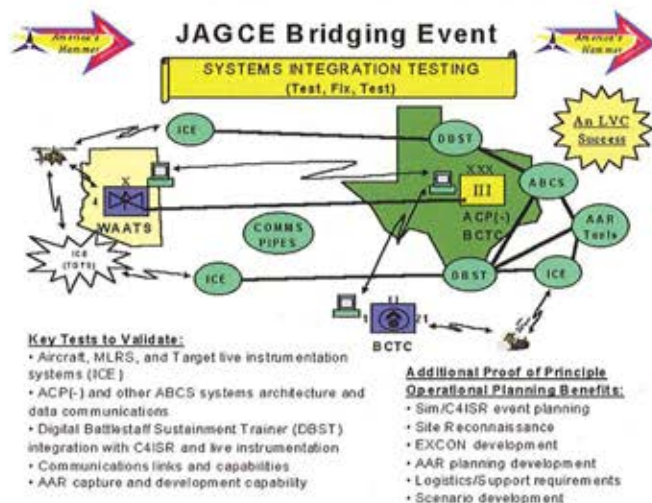 America's Hammer
JAGCE Bridging Event
America's Hammer
SYSTEMS INTEGRATION TESTING
(Test, Fix, Test)
An LVC
Success
ICE
DBST
XXX
III
ABCS
X
4
WAATS
COMMS
PIPES
ACP(-)
BCTC
AAR
Tools
ICE
(TGTS)
ICE
DBST
ICE
II
1
21
BCTC
Key Tests to Validate:
• Aircraft, MLRS, and Target live instrumentation
systems (ICE)
• ACP(-) and other ABCS systems architecture and
data communications
• Digital Battlestaff Sustainment Trainer (DBST)
integration with C4ISR and live instrumentation
• Communications links and capabilities
• AAR capture and development capability
Additional Proof of Principle
Operational Planning Benefits:
• Sim/C4ISR event planning
• Site Reconnaissance
• EXCON development
• AAR planning development
• Logistics/Support requirements
• Scenario development